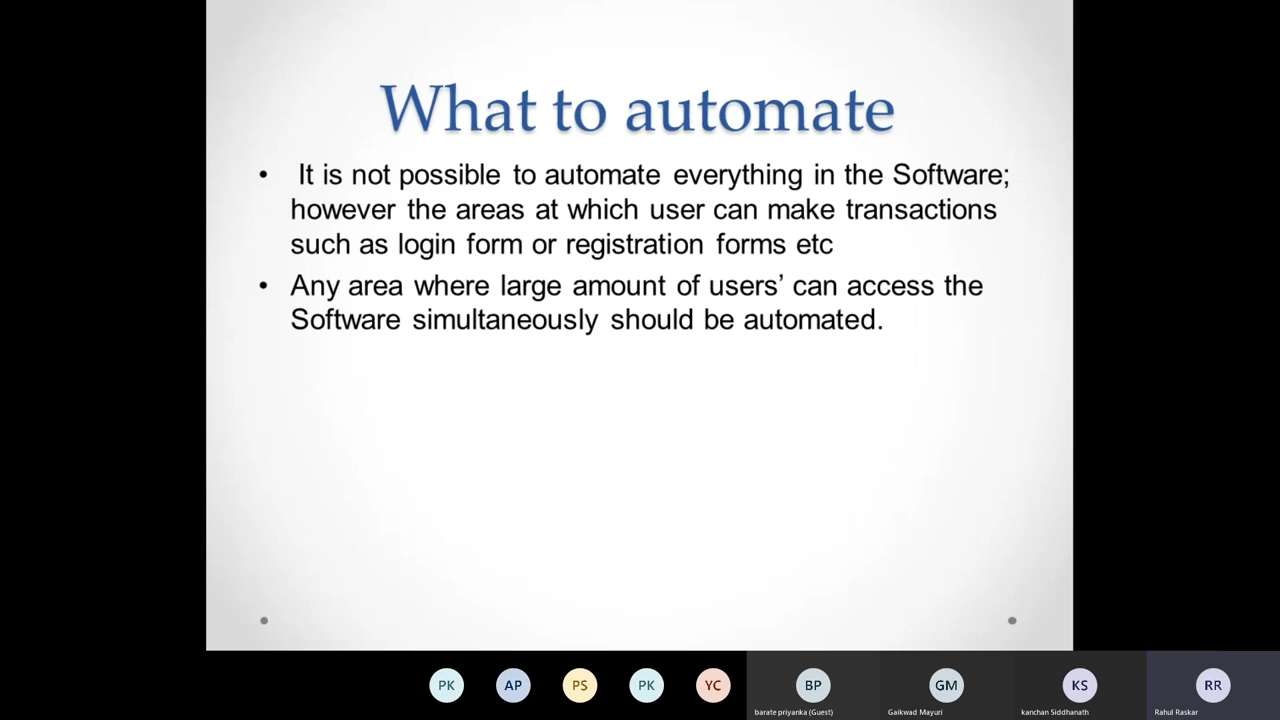 What to automate
• It is not possible to automate everything in the Software;
however the areas at which user can make transactions
such as login form or registration forms etc
• Any area where large amount of users’ can access the
Software simultaneously should be automated.
PK AP PS PK YC BP GM KS RR
barate priyanka (Guest) Gaikwad Mayuri kanchan Siddhanath Rahul Raskar